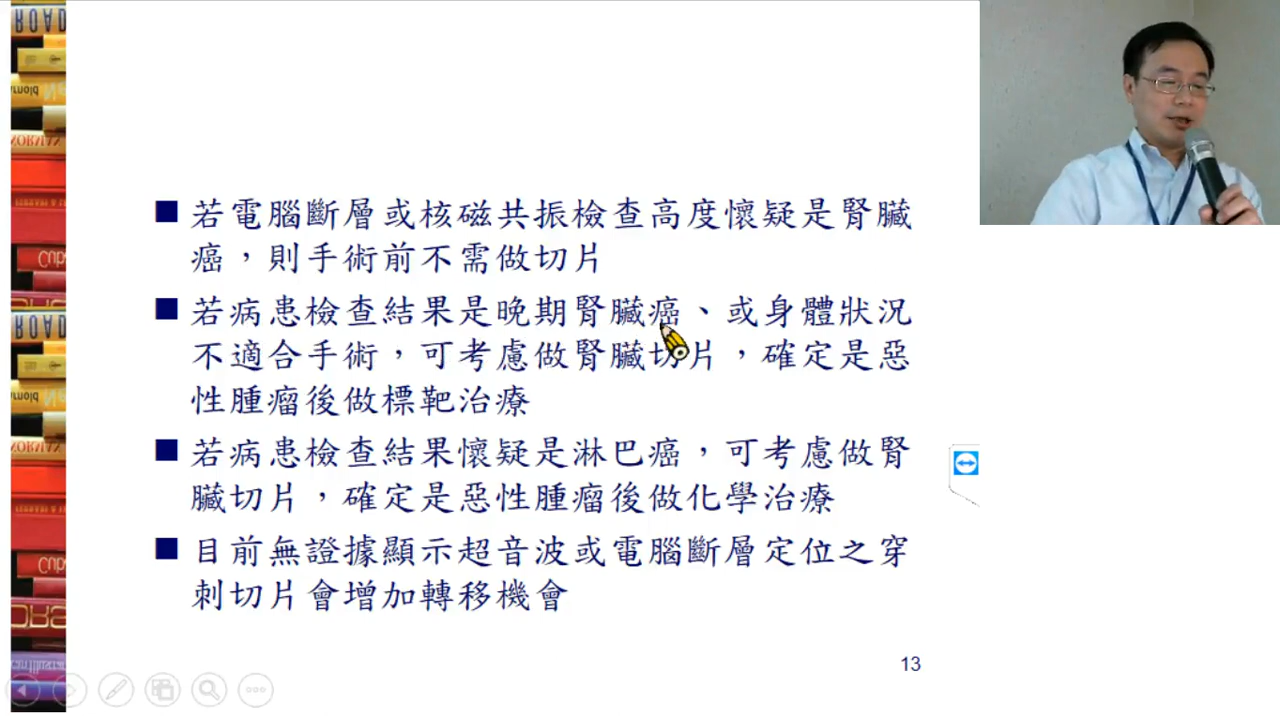 若電腦斷層或核磁共振檢查高度懷疑是腎臟
癌，則手術前不需做切片
若病患檢查結果是晚期腎臟癌、或身體狀況
不適合手術，可考慮做腎臟切片，確定是惡
性腫瘤後做標靶治療
若病患檢查結果懷疑是淋巴癌，可考慮做腎
臟切片，確定是惡性腫瘤後做化學治療
目前無證據顯示超音波或電腦斷層定位之穿
刺切片會增加轉移機會
13